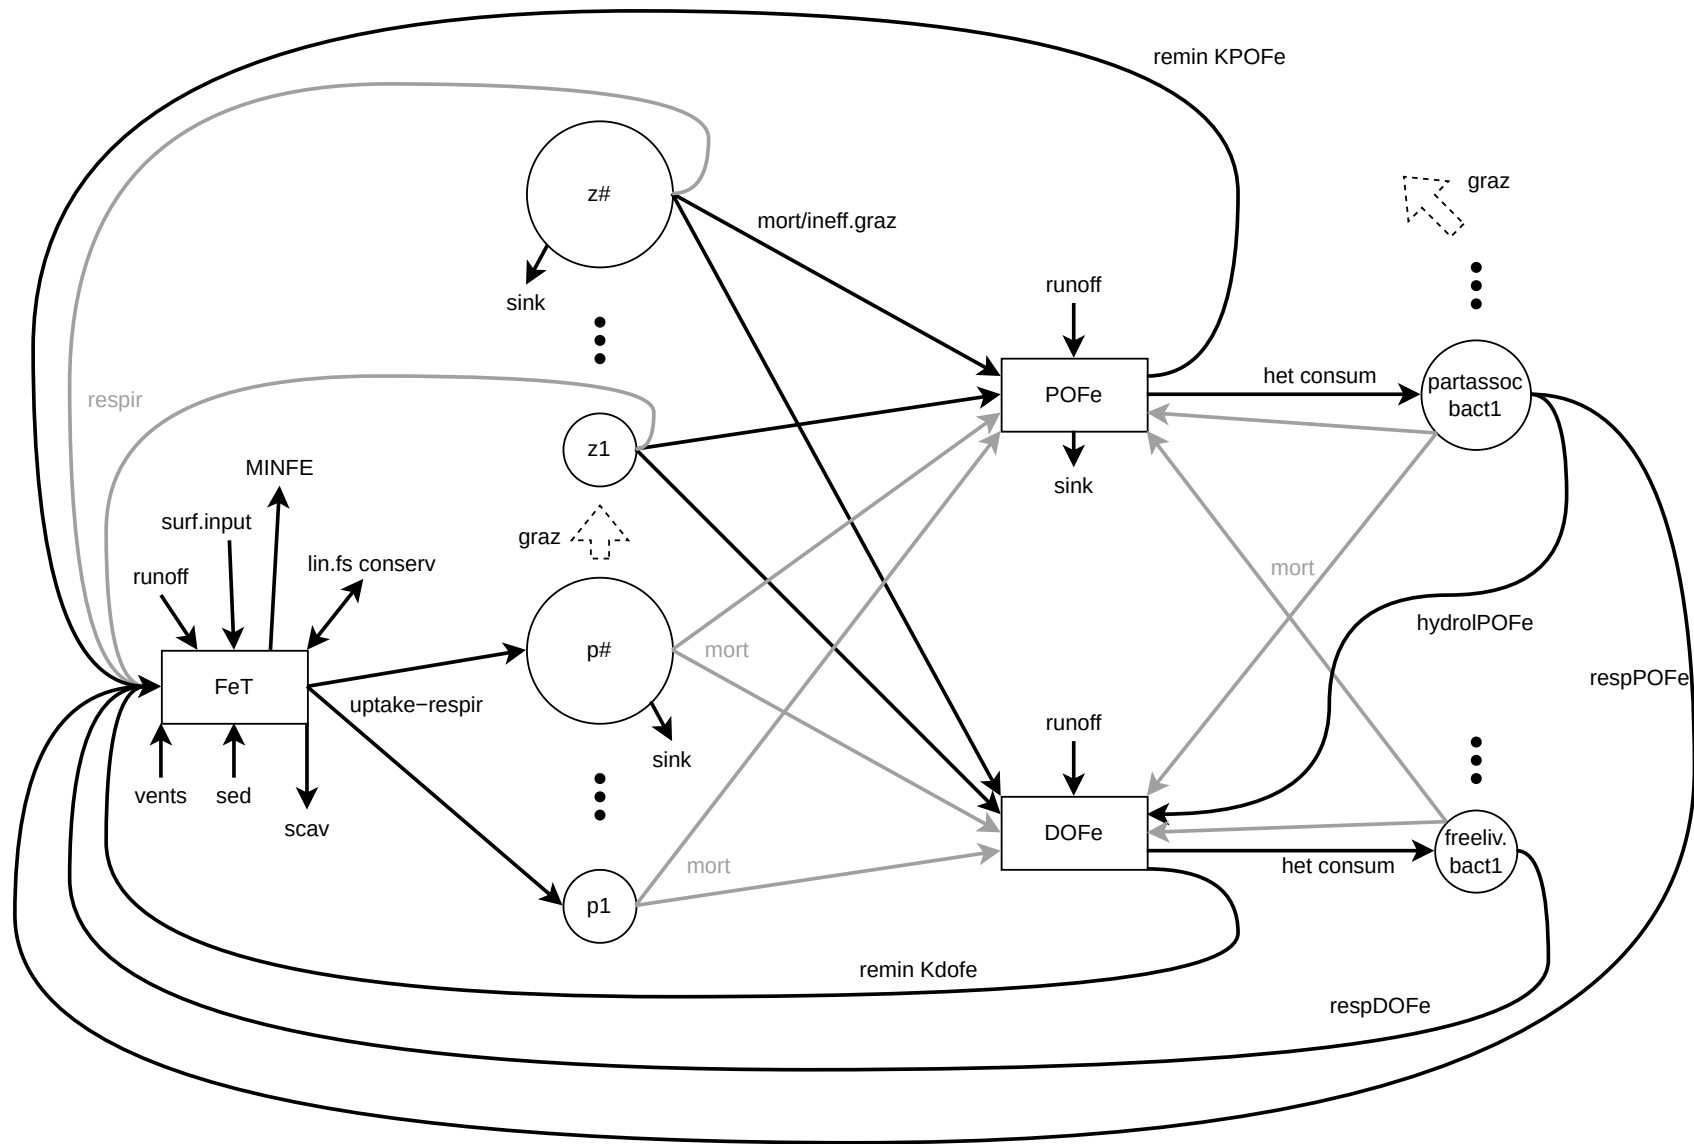 remin KPOFe
graz
z#
mort/ineff.graz
runoff
sink
het consum
partassoc
bact1
POFe
respir
z1
MINFE
sink
surf.input
graz
lin.fs conserv
runoff
mort
hydrolPOFe
p#
mort
respPOFe
FeT
uptake−respir
runoff
sink
vents
sed
scav
DOFe
freeliv.
bact1
mort
het consum
p1
remin Kdofe
respDOFe